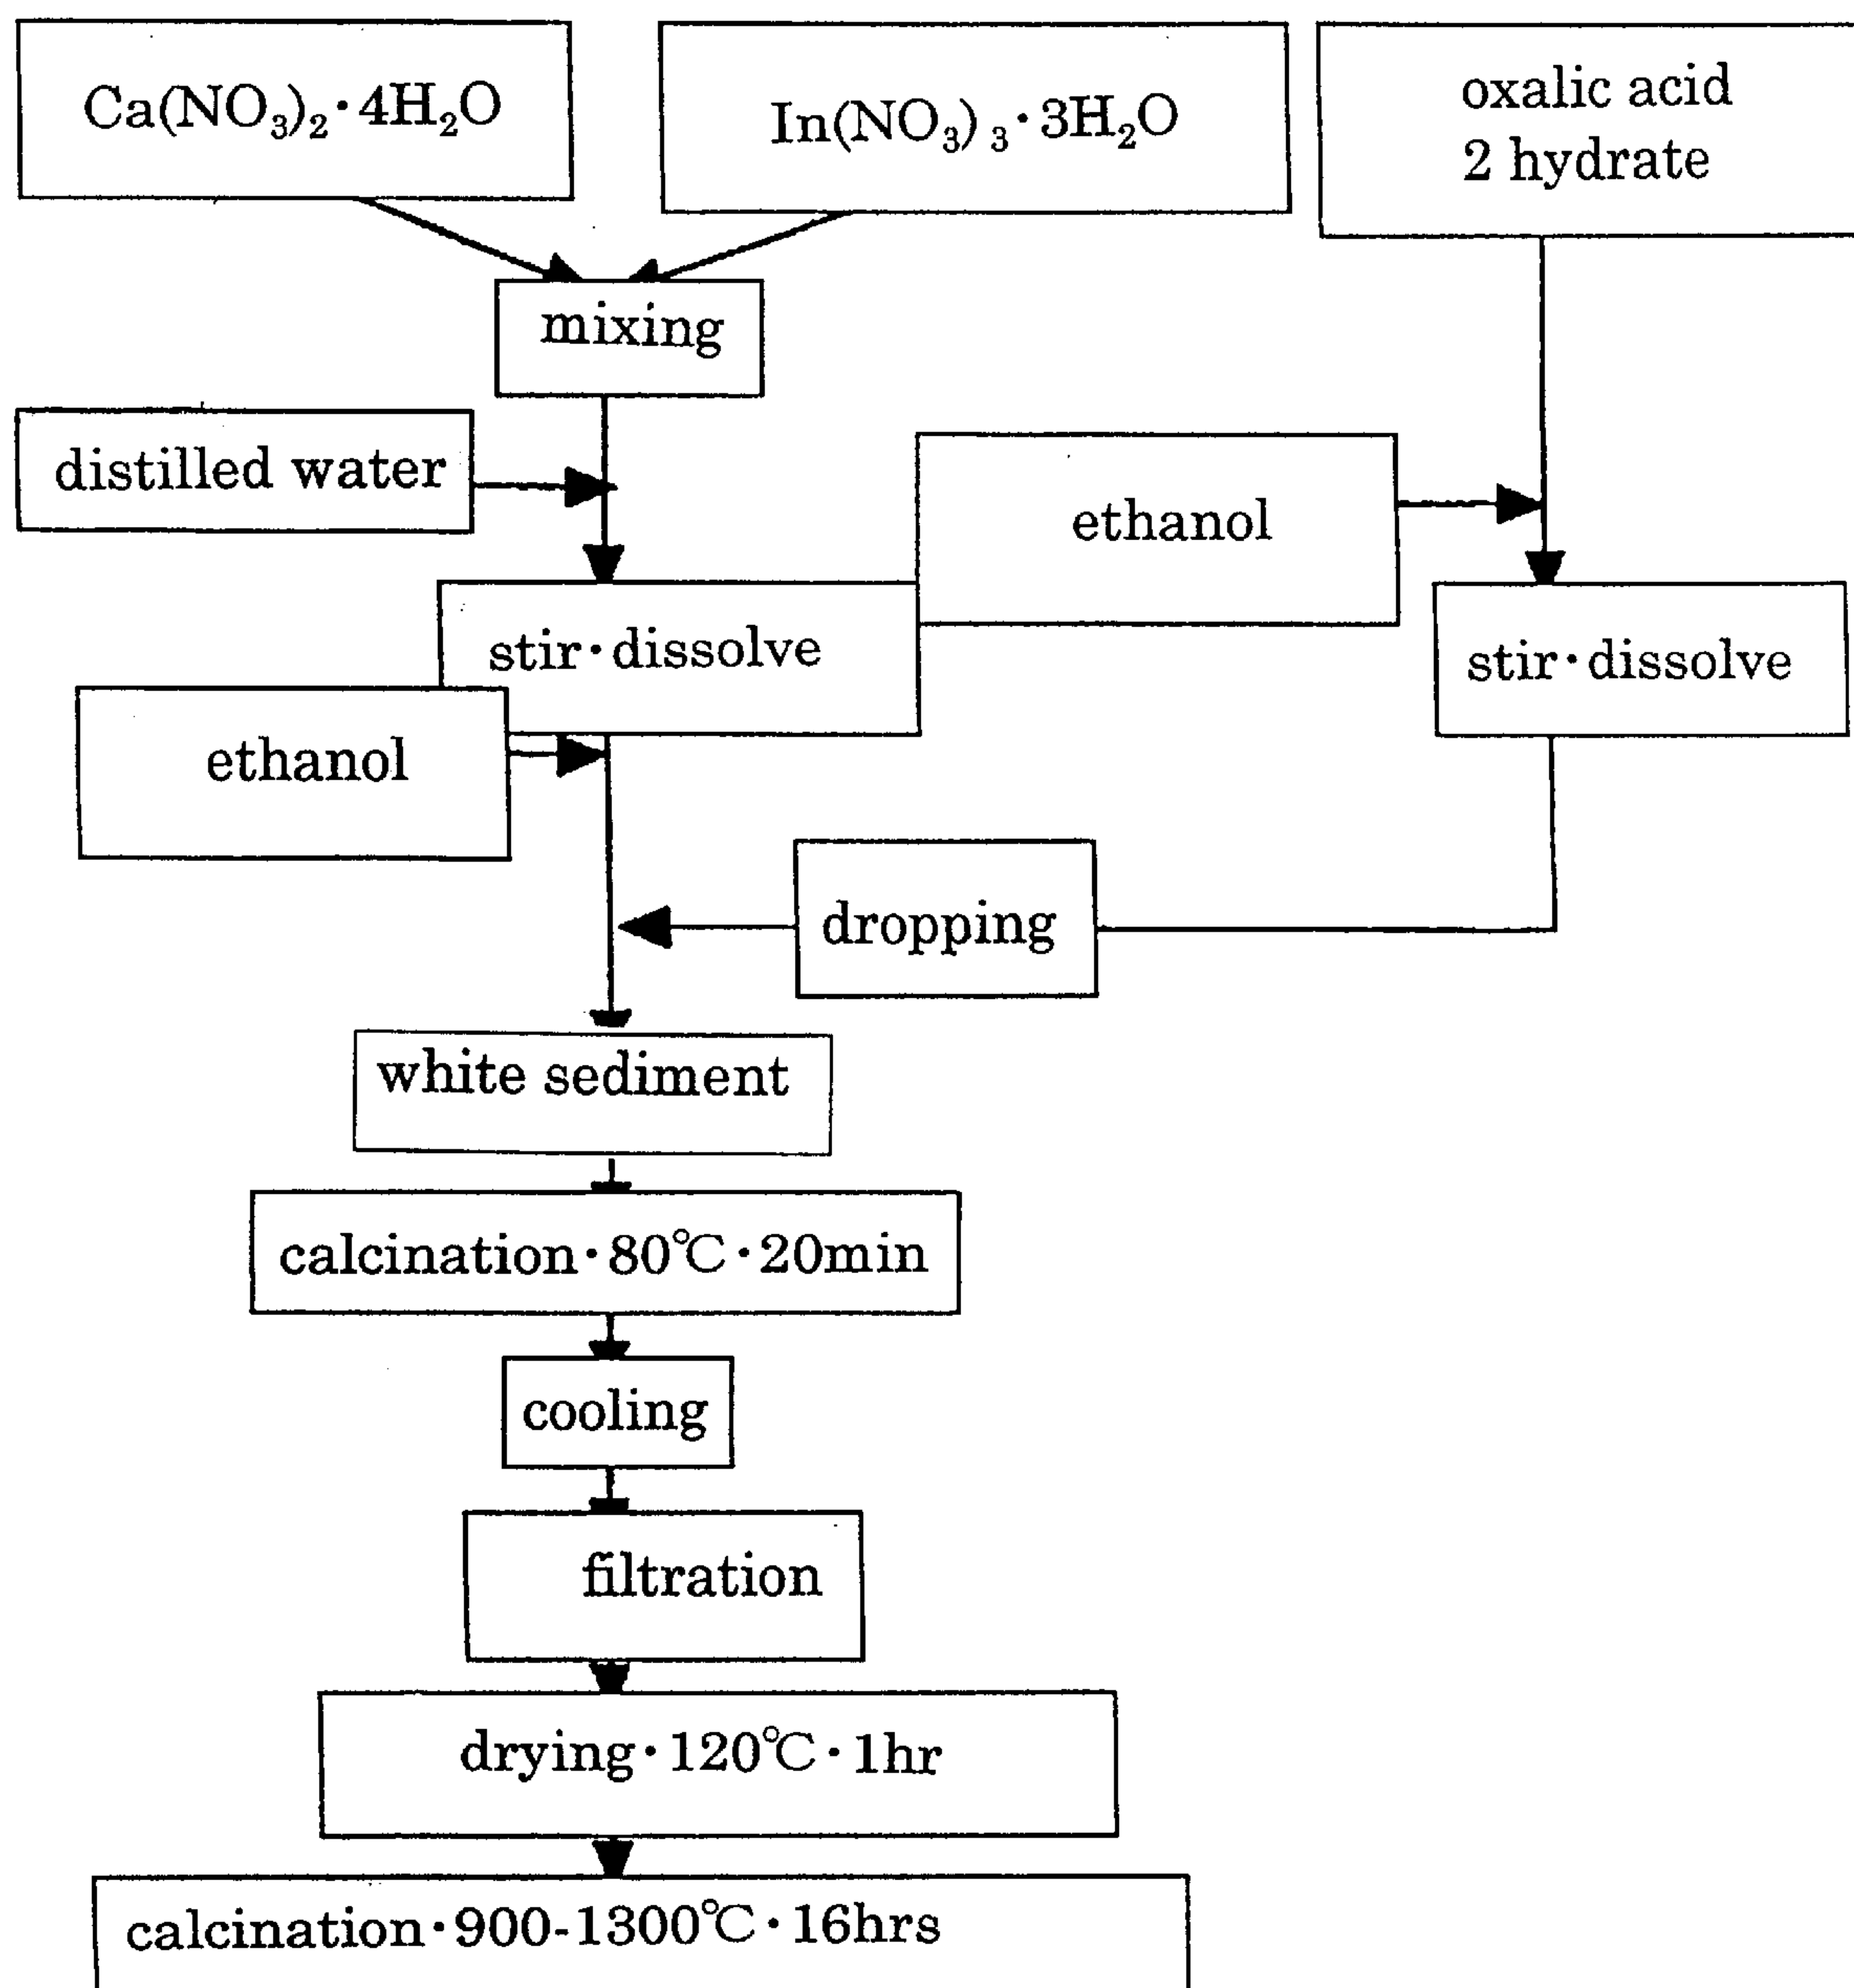 Ca(NO₃)₂·4H₂O
In(NO₃)₃·3H₂O
oxalic acid
2 hydrate
mixing
distilled water
ethanol
stir·dissolve
stir·dissolve
ethanol
dropping
white sediment
calcination·80℃·20min
cooling
filtration
drying·120℃·1hr
calcination·900-1300℃·16hrs